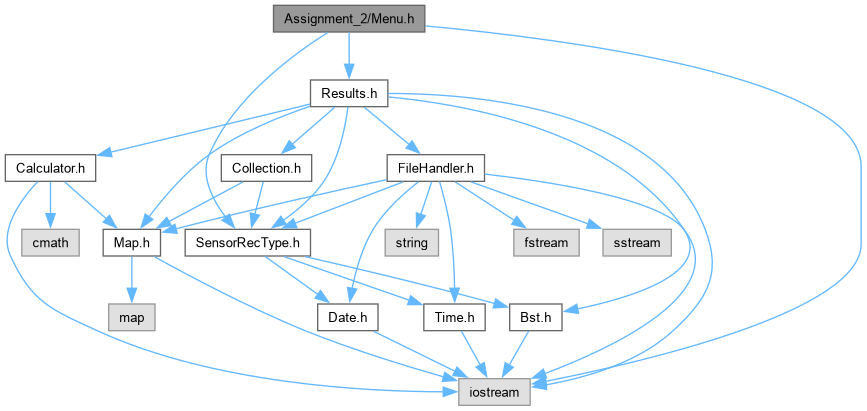 Assignment_2/Menu.h
Results.h
Calculator.h
Collection.h
FileHandler.h
cmath
Map.h
SensorRecType.h
string
fstream
sstream
map
Date.h
Time.h
Bst.h
iostream